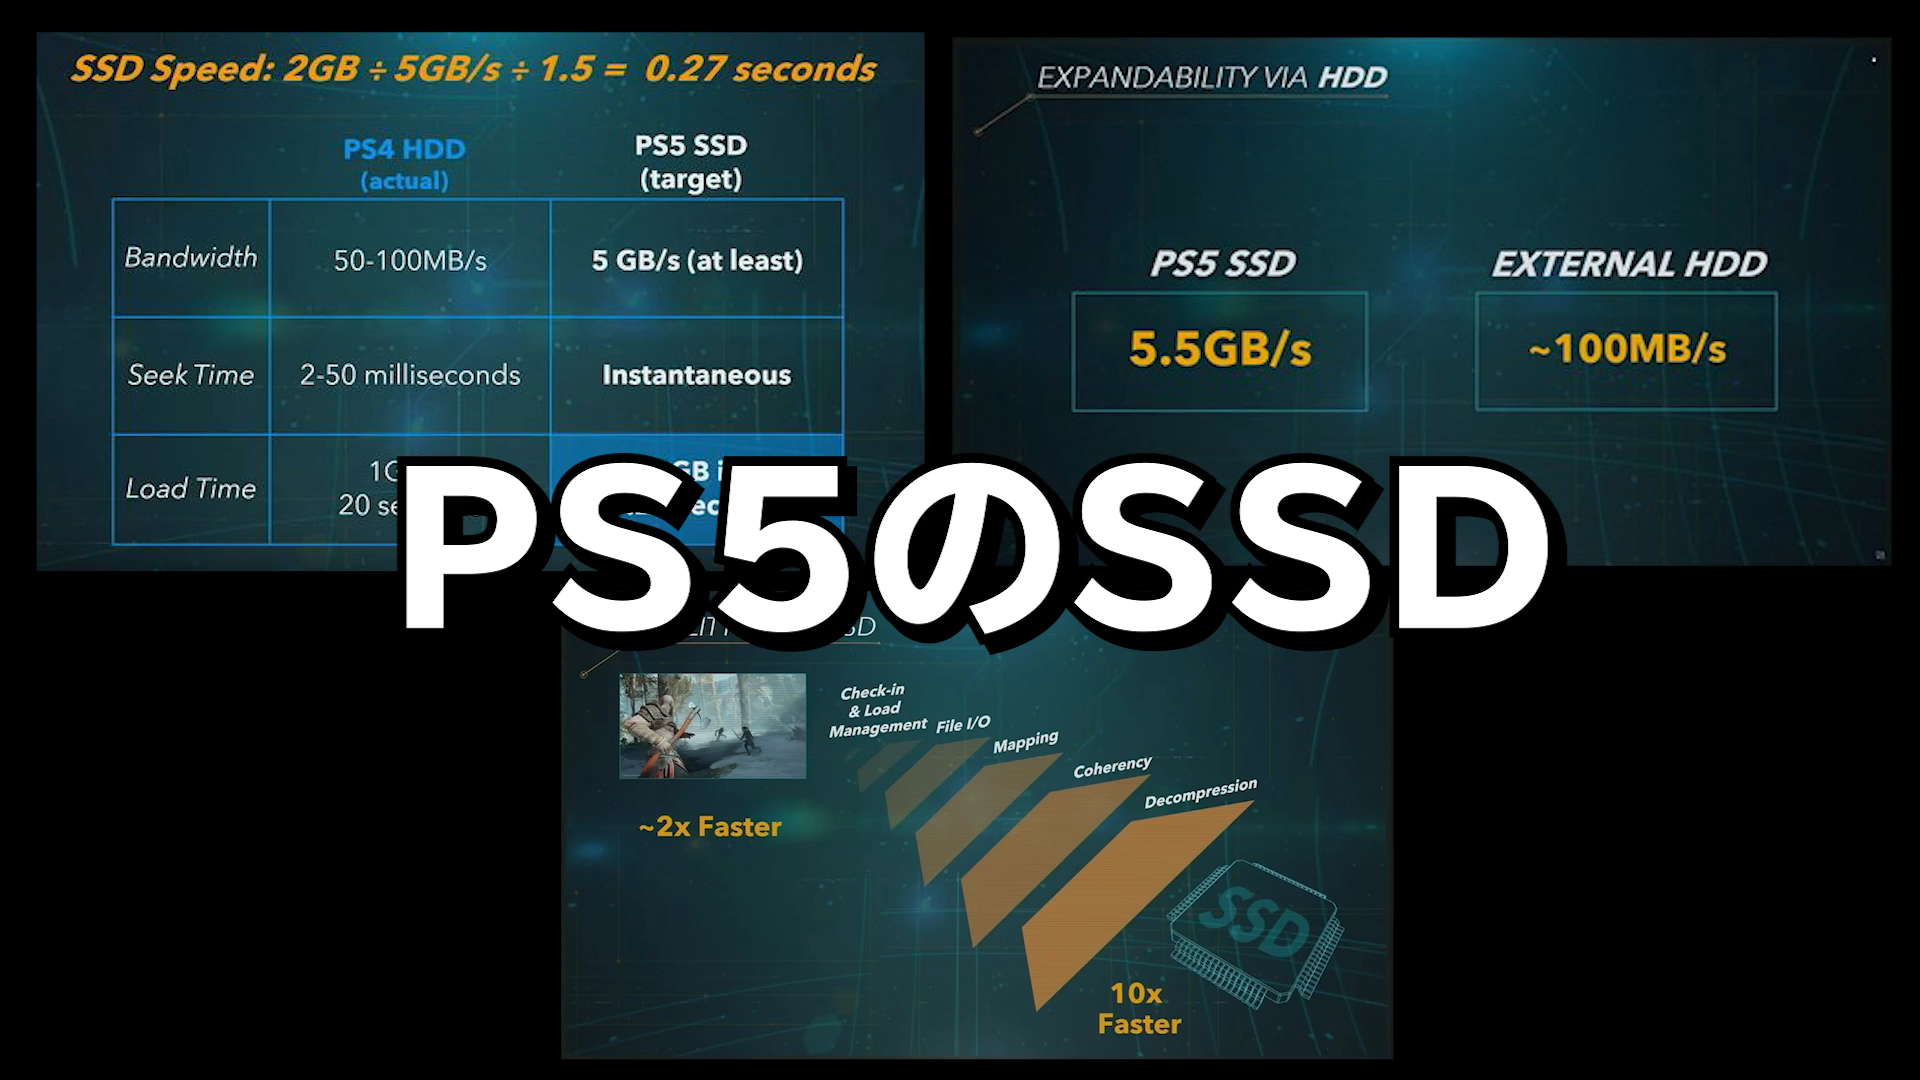 SSD Speed: 2GB ÷ 5GB/s ÷ 1.5 = 0.27 seconds
PS4 HDD
(actual)
PS5 SSD
(target)
Bandwidth
50-100MB/s
5 GB/s (at least)
Seek Time
2-50 milliseconds
Instantaneous
Load Time
20
EXPANDABILITY VIA HDD
PS5 SSD
EXTERNAL HDD
5.5GB/s
~100MB/s
PS5のSSD
Check-in
& Load
Management
File I/O
Mapping
Coherency
Decompression
~2x Faster
SSD
10x
Faster